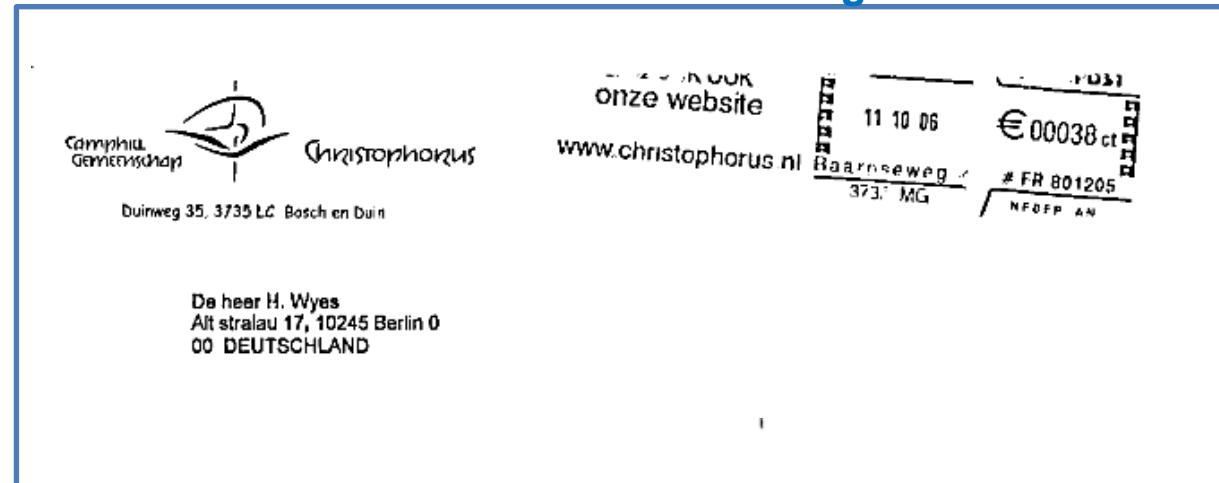 Camphill
Gemeenschap
Christophorus
Duinweg 35, 3735 LC Bosch en Duin
OOK
onze website
www.christophorus.nl
11 10 06
€ 00038 ct
Baarnseweg
MG
# FR 801205
De heer H. Wyes
Alt stralau 17, 10245 Berlin 0
00 DEUTSCHLAND